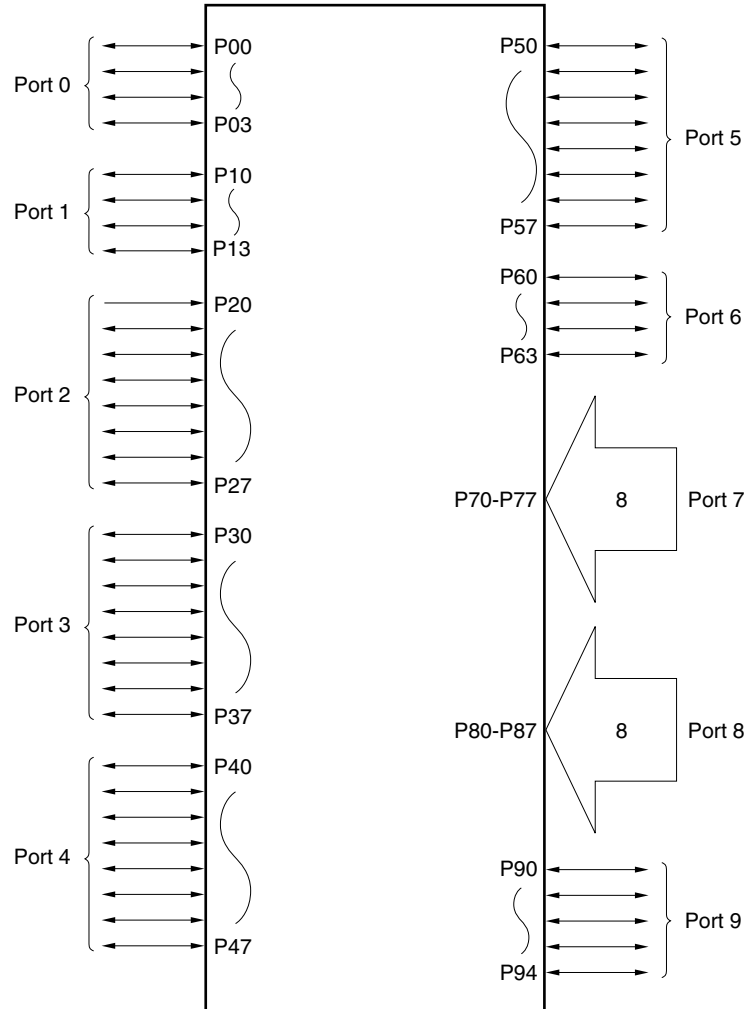 Port 0
P00
P03
Port 1
P10
P13
Port 2
P20
P27
Port 3
P30
P37
Port 4
P40
P47
P50
P57
Port 5
P60
P63
Port 6
P70-P77
8
Port 7
P80-P87
8
Port 8
P90
P94
Port 9